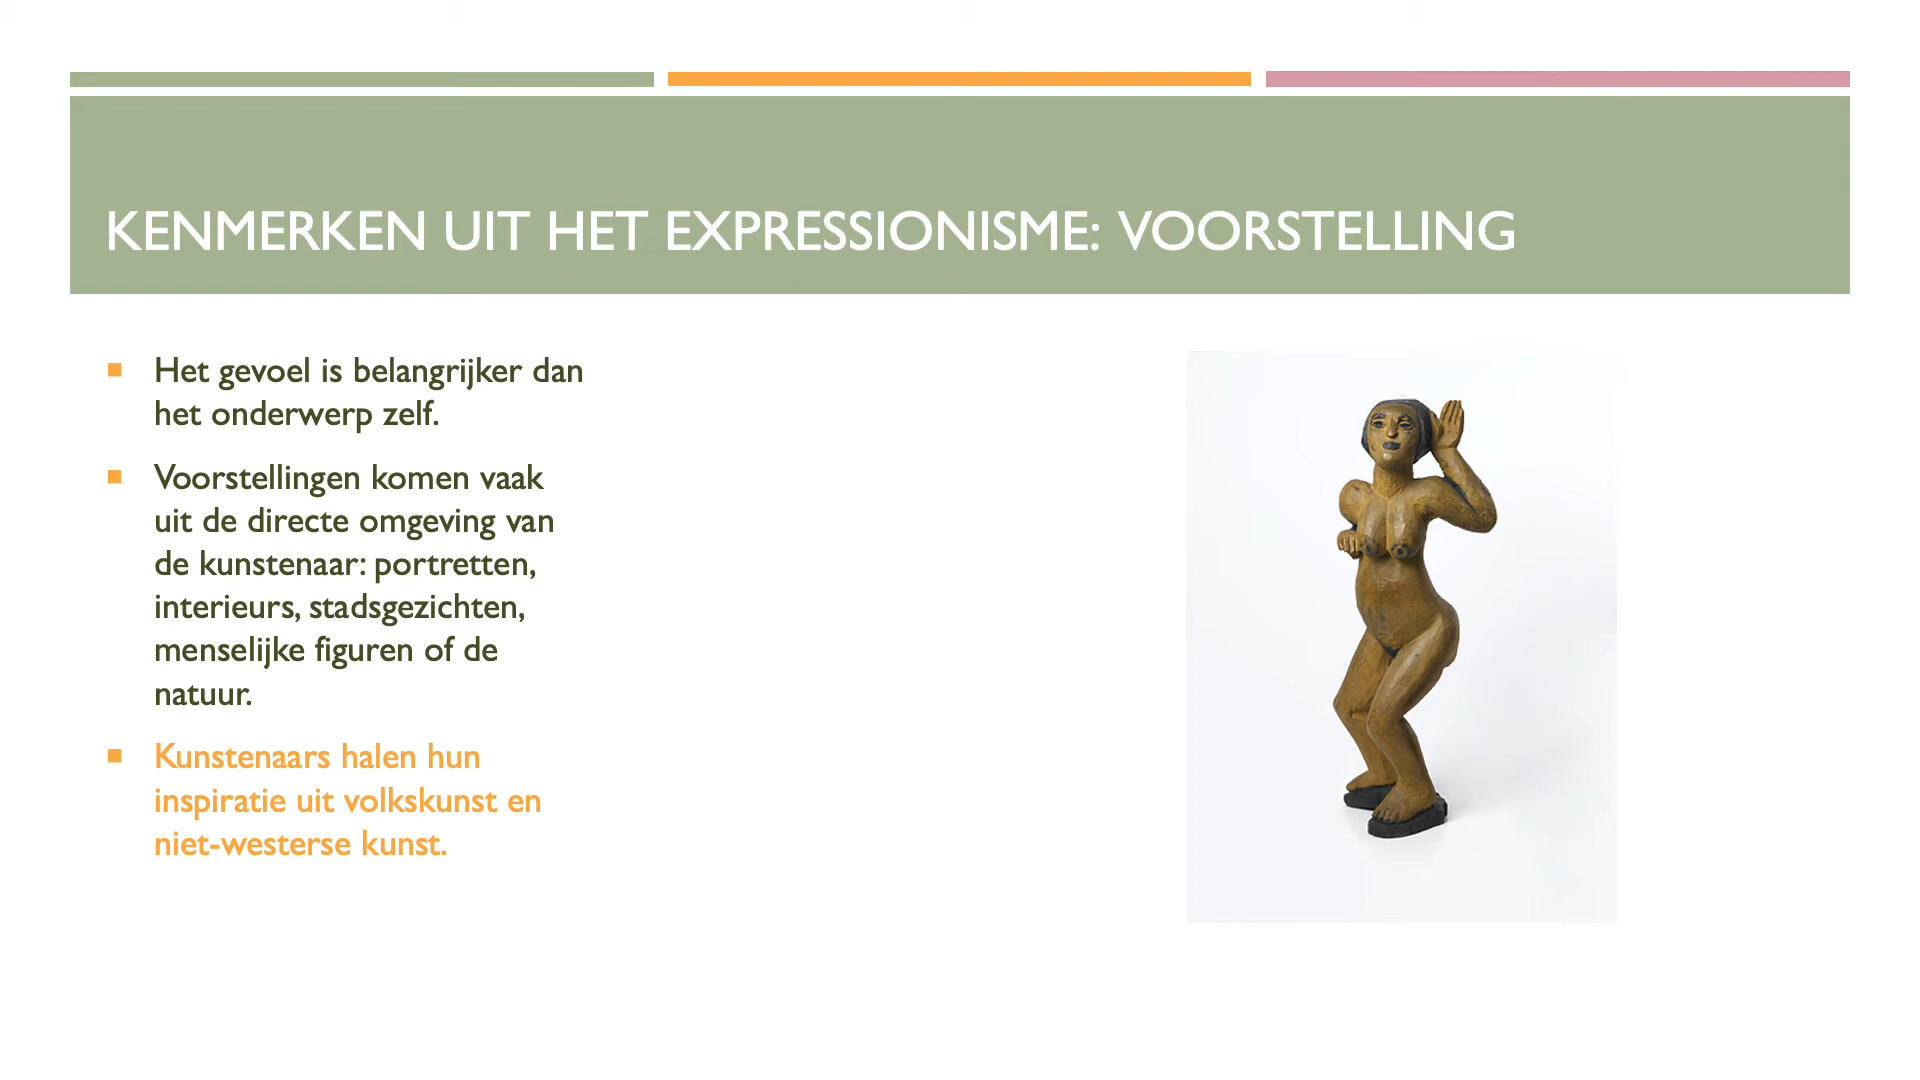 KENMERKEN UIT HET EXPRESSIONISME: VOORSTELLING
Het gevoel is belangrijker dan
het onderwerp zelf.
Voorstellingen komen vaak
uit de directe omgeving van
de kunstenaar: portretten,
interieurs, stadsgezichten,
menselijke figuren of de
natuur.
Kunstenaars halen hun
inspiratie uit volkskunst en
niet-westerse kunst.